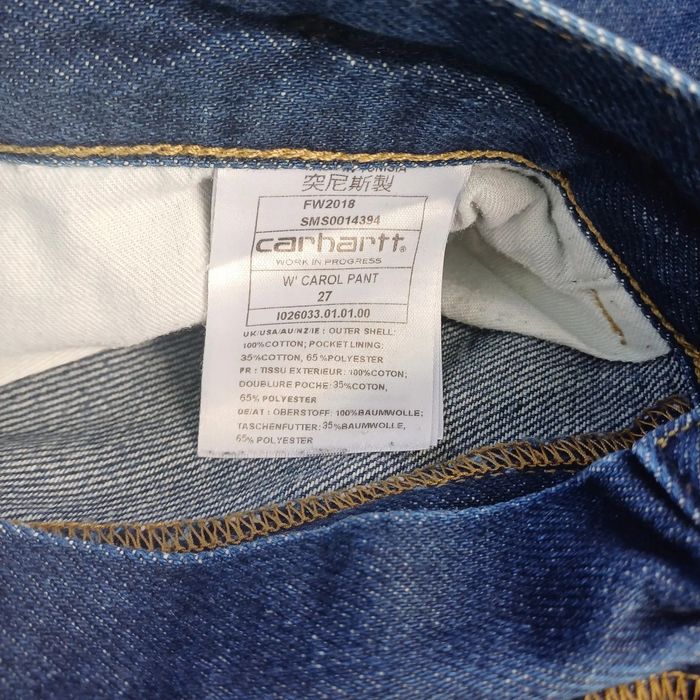 突尼斯製
FW2018
SMS0014394
carhartt®
WORK IN PROGRESS
W' CAROL PANT
27
I026033.01.01.00
UK/USA/AU/NZ/IE : OUTER SHELL:
100%COTTON; POCKET LINING:
35%COTTON, 65%POLYESTER
FR : TISSU EXTERIEUR: 100%COTON;
DOUBLURE POCHE: 35%COTON,
65% POLYESTER
DE/AT : OBERSTOFF: 100%BAUMWOLLE;
TASCHENFUTTER: 35%BAUMWOLLE,
65% POLYESTER